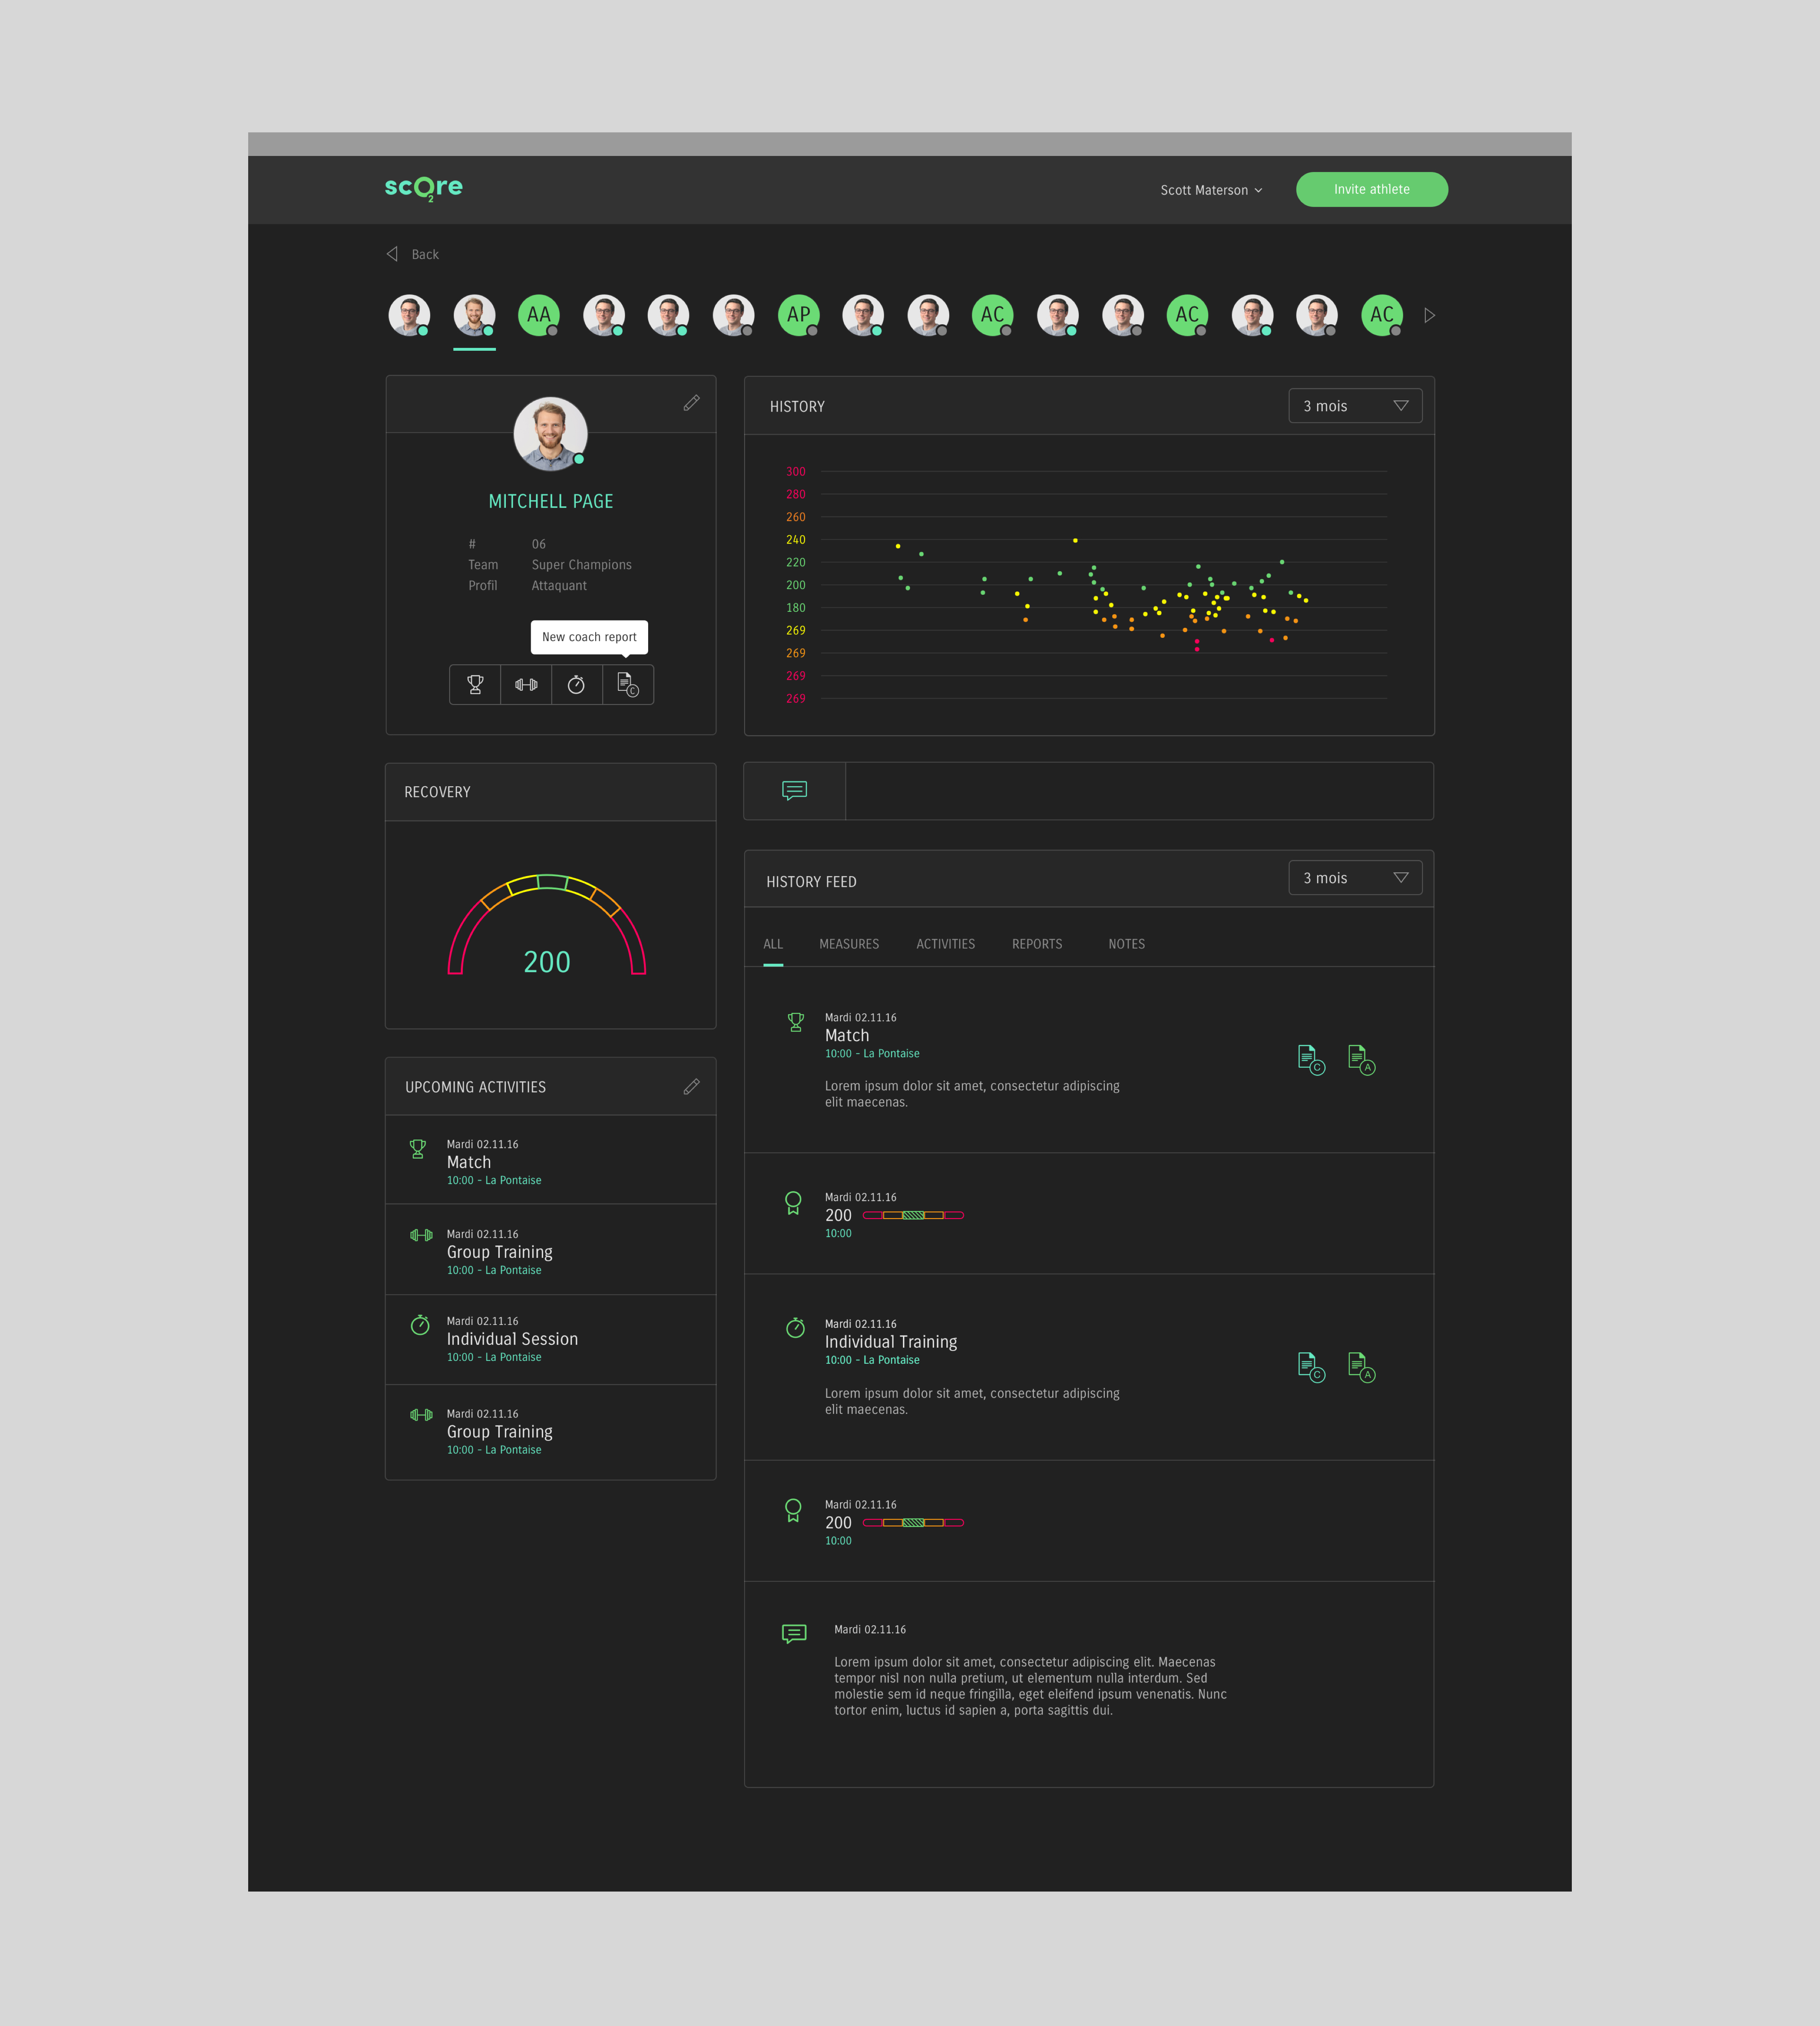 scO2re
Scott Materson
Invite athlete
Back
AA
AP
AC
AC
AC
MITCHELL PAGE
# 06
Team Super Champions
Profil Attaquant
New coach report
C
HISTORY
3 mois
300
280
260
240
220
200
180
269
269
269
269
RECOVERY
200
UPCOMING ACTIVITIES
Mardi 02.11.16
Match
10:00 - La Pontaise
Mardi 02.11.16
Group Training
10:00 - La Pontaise
Mardi 02.11.16
Individual Session
10:00 - La Pontaise
Mardi 02.11.16
Group Training
10:00 - La Pontaise
HISTORY FEED
3 mois
ALL MEASURES ACTIVITIES REPORTS NOTES
Mardi 02.11.16
Match
10:00 - La Pontaise
Lorem ipsum dolor sit amet, consectetur adipiscing
elit maecenas.
C A
Mardi 02.11.16
200
10:00
Mardi 02.11.16
Individual Training
10:00 - La Pontaise
Lorem ipsum dolor sit amet, consectetur adipiscing
elit maecenas.
C A
Mardi 02.11.16
200
10:00
Mardi 02.11.16
Lorem ipsum dolor sit amet, consectetur adipiscing elit. Maecenas
tempor nisl non nulla pretium, ut elementum nulla interdum. Sed
molestie sem id neque fringilla, eget eleifend ipsum venenatis. Nunc
tortor enim, luctus id sapien a, porta sagittis dui.